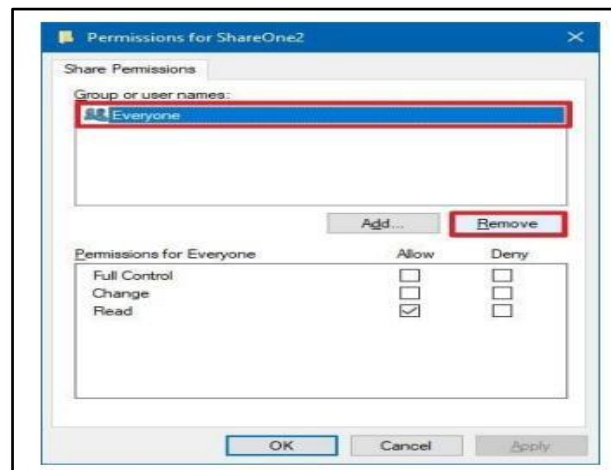 Permissions for ShareOne2
Share Permissions
Group or user names:
Everyone
Add... Remove
Permissions for Everyone Allow Deny
Full Control
Change
Read
OK Cancel Apply